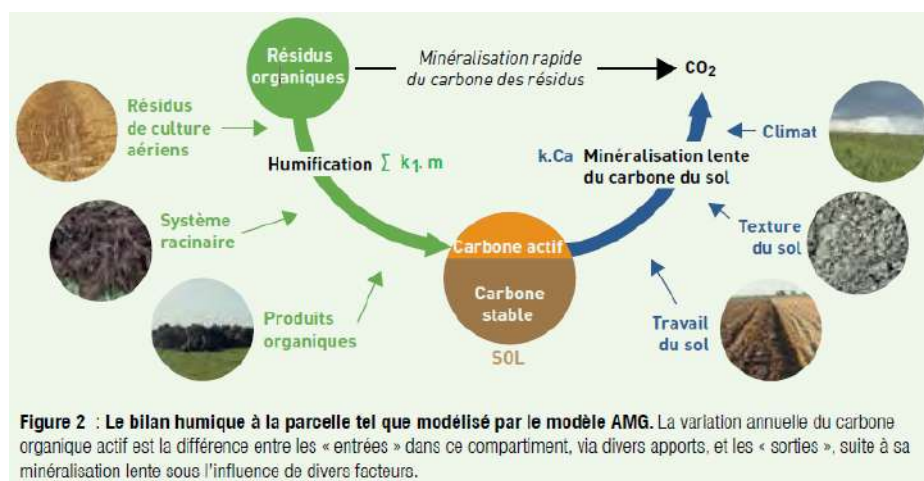 Résidus
organiques
Minéralisation rapide
du carbone des résidus
CO₂
Résidus
de culture
aériens
Climat
Humification ∑ k₁. m
k.Ca Minéralisation lente
du carbone du sol
Système
racinaire
Texture
du sol
Carbone actif
Carbone
stable
Produits
organiques
Travail
du sol
SOL
Figure 2 : Le bilan humique à la parcelle tel que modélisé par le modèle AMG. La variation annuelle du carbone
organique actif est la différence entre les « entrées » dans ce compartiment, via divers apports, et les « sorties », suite à sa
minéralisation lente sous l'influence de divers facteurs.